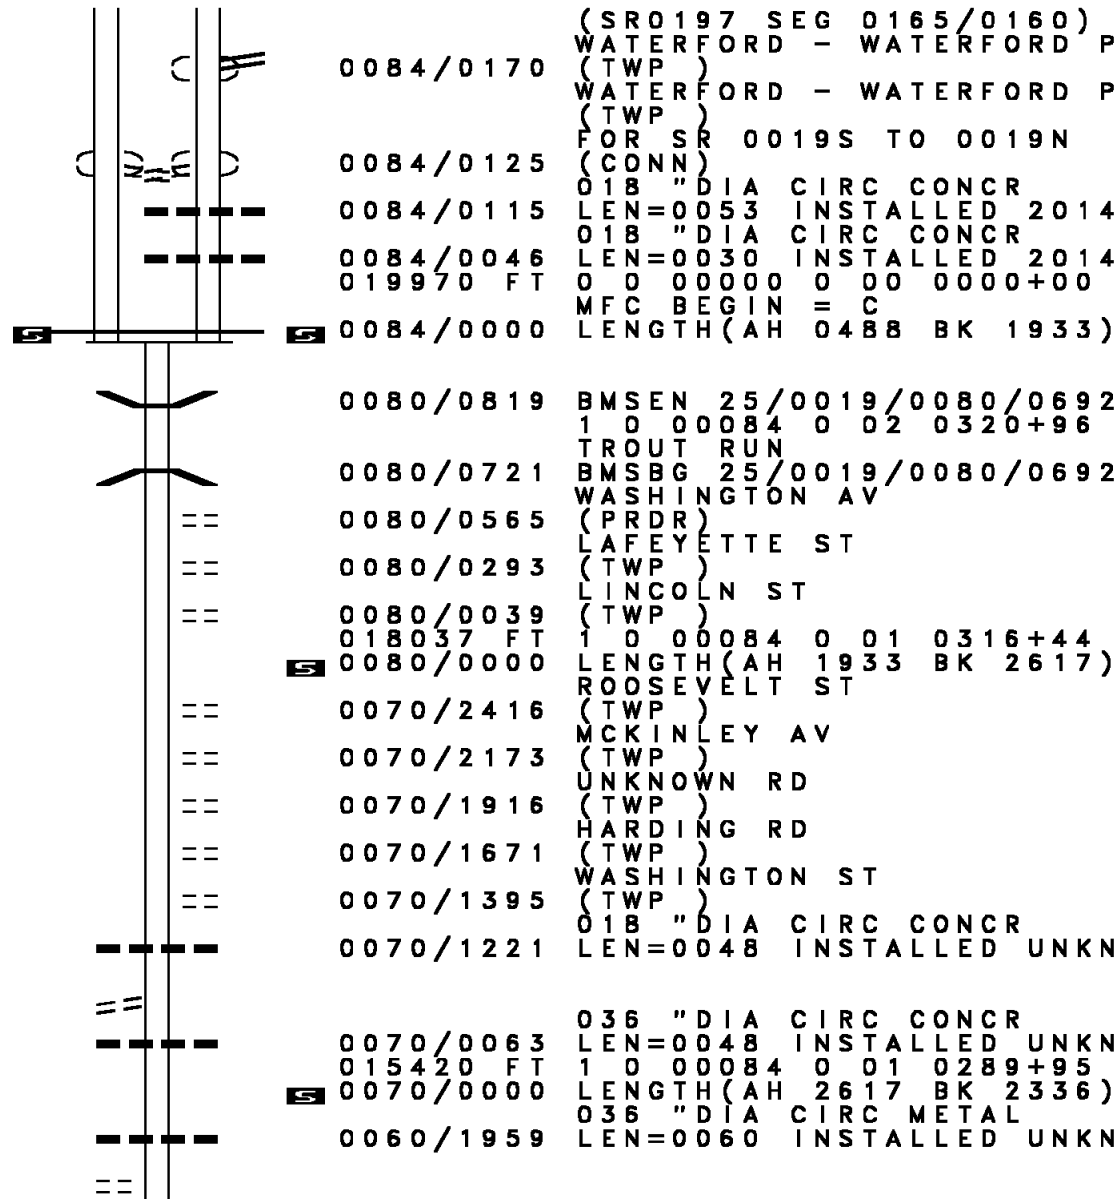 (SR0197 SEG 0165/0160)
WATERFORD - WATERFORD P
0084/0170 (TWP )
WATERFORD - WATERFORD P
(TWP )
FOR SR 0019S TO 0019N
0084/0125 (CONN)
018 "DIA CIRC CONCR
0084/0115 LEN=0053 INSTALLED 2014
018 "DIA CIRC CONCR
0084/0046 LEN=0030 INSTALLED 2014
019970 FT 0 0 00000 0 00 0000+00
MFC BEGIN = C
S S 0084/0000 LENGTH(AH 0488 BK 1933)
0080/0819 BMSEN 25/0019/0080/0692
1 0 00084 0 02 0320+96
TROUT RUN
0080/0721 BMSBG 25/0019/0080/0692
WASHINGTON AV
0080/0565 (PRDR)
LAFEYETTE ST
0080/0293 (TWP )
LINCOLN ST
0080/0039 (TWP )
018037 FT 1 0 00084 0 01 0316+44
S 0080/0000 LENGTH(AH 1933 BK 2617)
ROOSEVELT ST
0070/2416 (TWP )
MCKINLEY AV
0070/2173 (TWP )
UNKNOWN RD
0070/1916 (TWP )
HARDING RD
0070/1671 (TWP )
WASHINGTON ST
0070/1395 (TWP )
018 "DIA CIRC CONCR
0070/1221 LEN=0048 INSTALLED UNKN
036 "DIA CIRC CONCR
0070/0063 LEN=0048 INSTALLED UNKN
015420 FT 1 0 00084 0 01 0289+95
S 0070/0000 LENGTH(AH 2617 BK 2336)
036 "DIA CIRC METAL
0060/1959 LEN=0060 INSTALLED UNKN